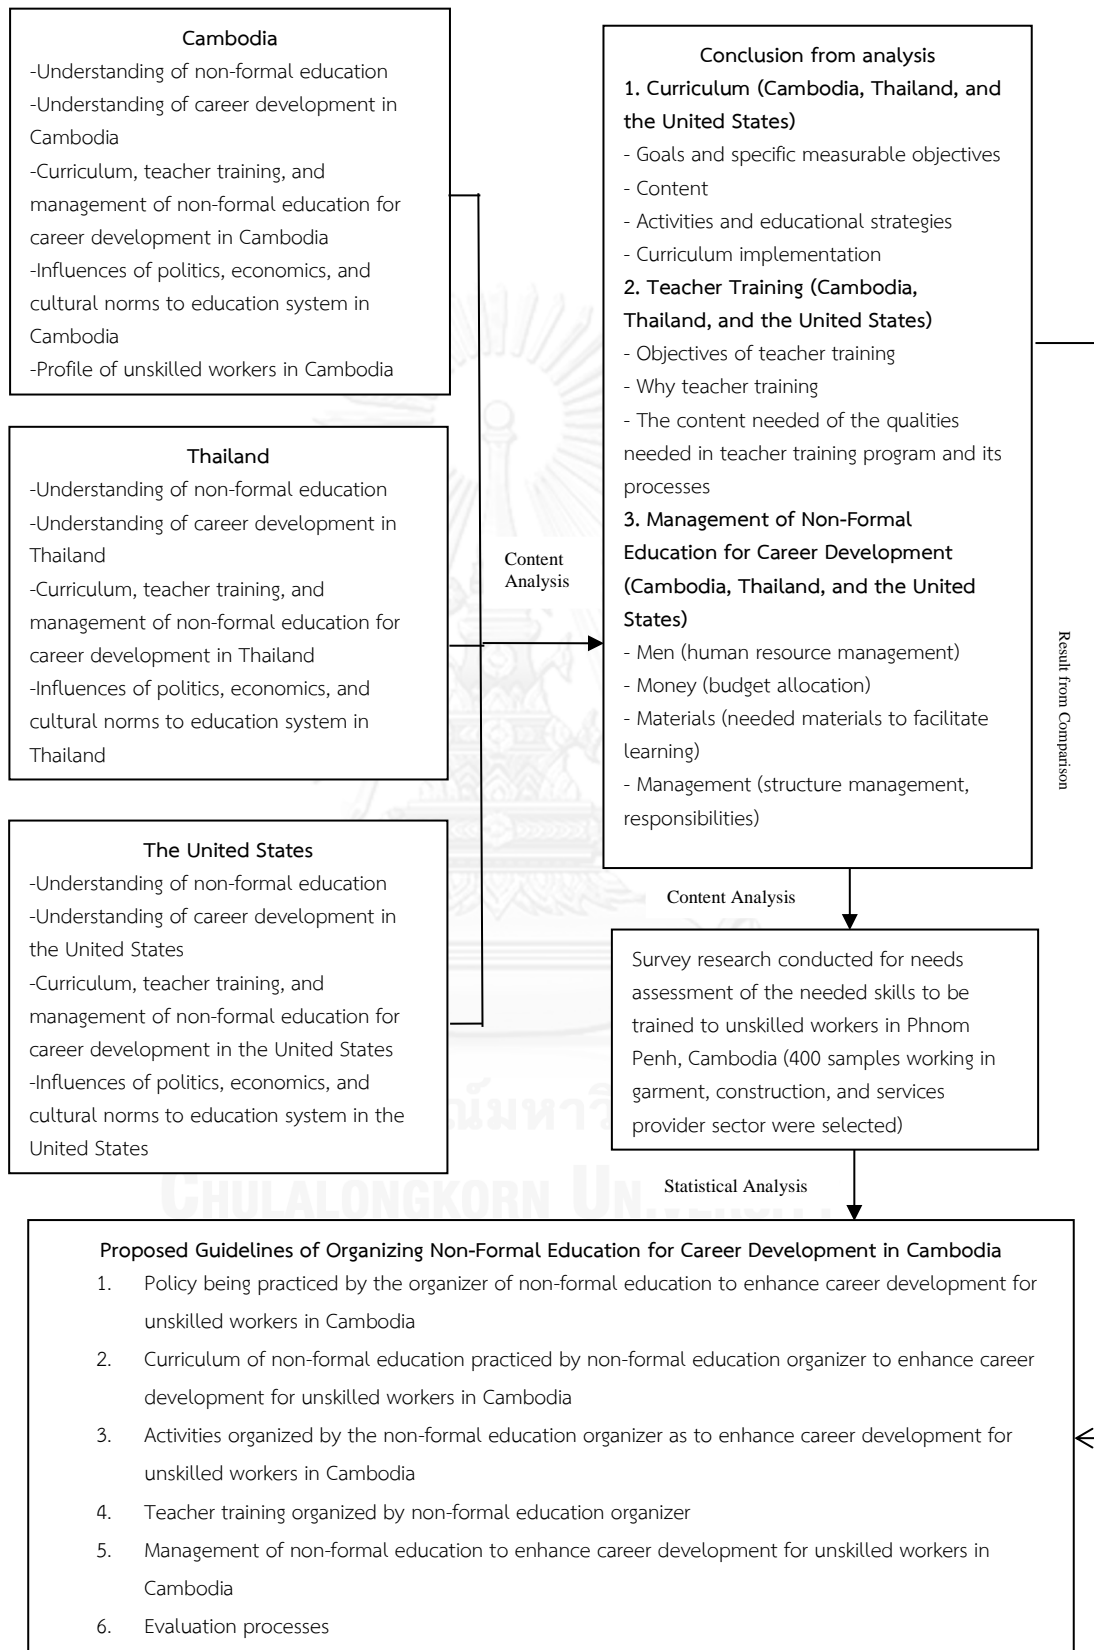 Cambodia
-Understanding of non-formal education
-Understanding of career development in
Cambodia
-Curriculum, teacher training, and
management of non-formal education for
career development in Cambodia
-Influences of politics, economics, and
cultural norms to education system in
Cambodia
-Profile of unskilled workers in Cambodia
Thailand
-Understanding of non-formal education
-Understanding of career development in
Thailand
-Curriculum, teacher training, and
management of non-formal education for
career development in Thailand
-Influences of politics, economics, and
cultural norms to education system in
Thailand
The United States
-Understanding of non-formal education
-Understanding of career development in
the United States
-Curriculum, teacher training, and
management of non-formal education for
career development in the United States
-Influences of politics, economics, and
cultural norms to education system in the
United States
Content
Analysis
Conclusion from analysis
1. Curriculum (Cambodia, Thailand, and
the United States)
- Goals and specific measurable objectives
- Content
- Activities and educational strategies
- Curriculum implementation
2. Teacher Training (Cambodia,
Thailand, and the United States)
- Objectives of teacher training
- Why teacher training
- The content needed of the qualities
needed in teacher training program and its
processes
3. Management of Non-Formal
Education for Career Development
(Cambodia, Thailand, and the United
States)
- Men (human resource management)
- Money (budget allocation)
- Materials (needed materials to facilitate
learning)
- Management (structure management,
responsibilities)
Result from Comparison
Content Analysis
Survey research conducted for needs
assessment of the needed skills to be
trained to unskilled workers in Phnom
Penh, Cambodia (400 samples working in
garment, construction, and services
provider sector were selected)
Statistical Analysis
CHULALONGKORN
Proposed Guidelines of Organizing Non-Formal Education for Career Development in Cambodia
1. Policy being practiced by the organizer of non-formal education to enhance career development for
unskilled workers in Cambodia
2. Curriculum of non-formal education practiced by non-formal education organizer to enhance career
development for unskilled workers in Cambodia
3. Activities organized by the non-formal education organizer as to enhance career development for
unskilled workers in Cambodia
4. Teacher training organized by non-formal education organizer
5. Management of non-formal education to enhance career development for unskilled workers in
Cambodia
6. Evaluation processes